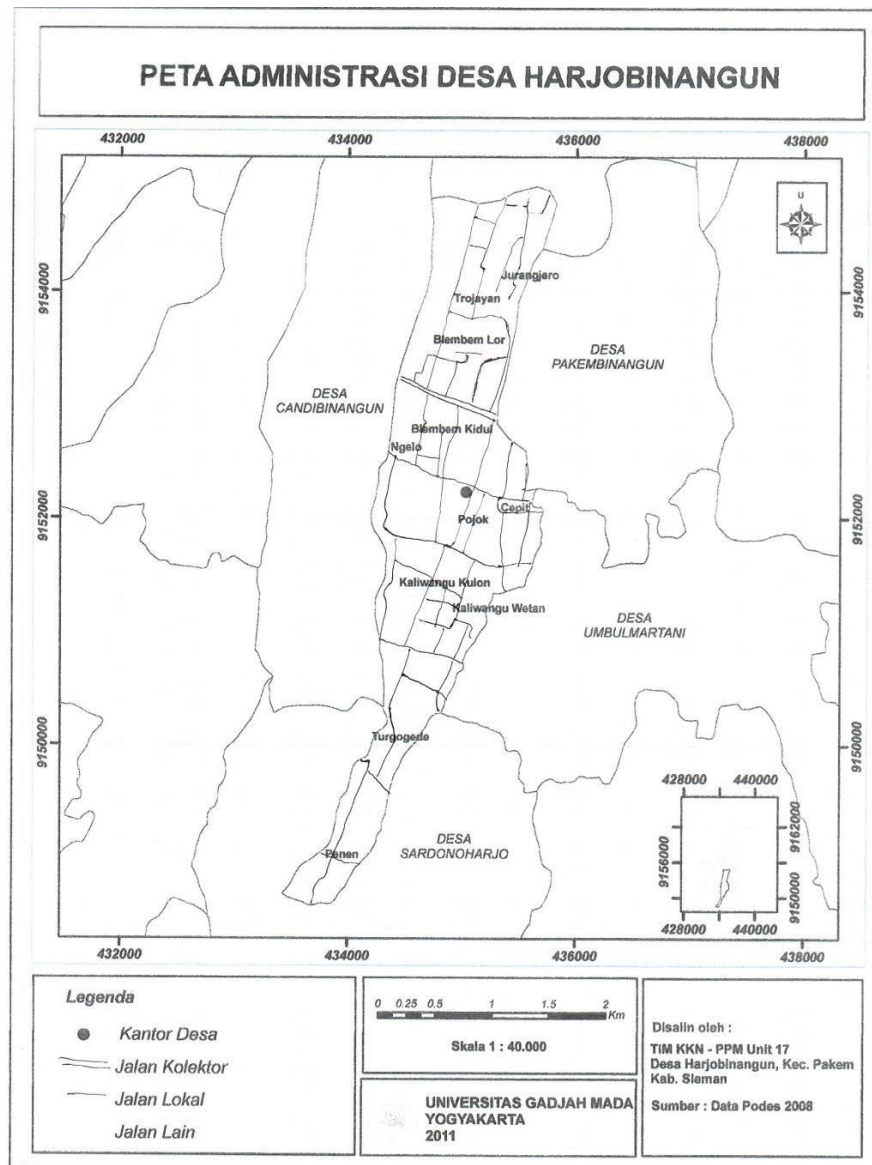 PETA ADMINISTRASI DESA HARJOBINANGUN
432000 434000 436000 438000
U
9154000
9154000
Jurangjero
Trojayan
Blembem Lor
DESA
PAKEMBINANGUN
DESA
CANDIBINANGUN
Blembem Kidul
Ngelo
9152000
9152000
Cepit
Pojok
Kaliwangu Kulon
Kaliwangu Wetan
DESA
UMBULMARTANI
9150000
9150000
Turgogede
428000 440000
9156000
9162000
9150000
428000 440000
DESA
SARDONOHARJO
Penen
432000 434000 436000 438000
Legenda
Kantor Desa
Jalan Kolektor
Jalan Lokal
Jalan Lain
0 0.25 0.5 1 1.5 2
Km
Skala 1 : 40.000
UNIVERSITAS GADJAH MADA
YOGYAKARTA
2011
Disalin oleh :
TIM KKN - PPM Unit 17
Desa Harjobinangun, Kec. Pakem
Kab. Sleman
Sumber : Data Podes 2008